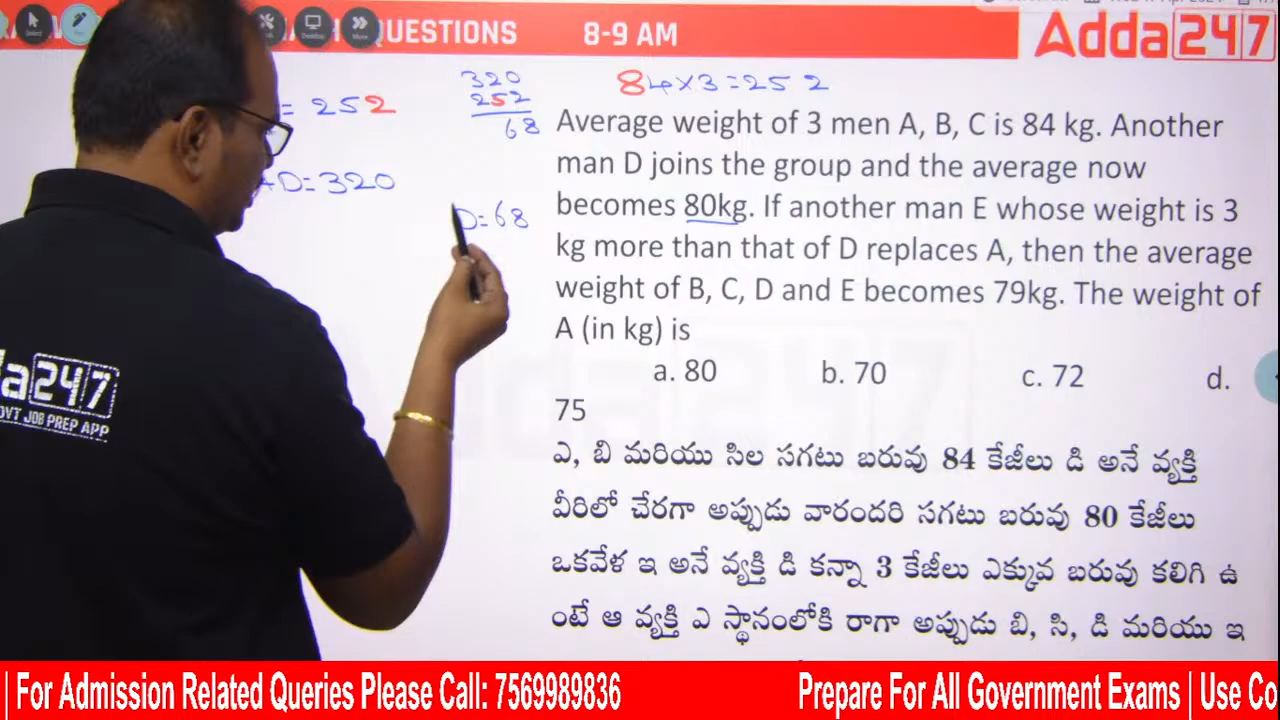 QUESTIONS 8-9 AM
Adda247
Select
Desktop
More
= 252
320
252
68
84×3=252
D=320
D=68
Average weight of 3 men A, B, C is 84 kg. Another
man D joins the group and the average now
becomes 80kg. If another man E whose weight is 3
kg more than that of D replaces A, then the average
weight of B, C, D and E becomes 79kg. The weight of
A (in kg) is
a. 80 b. 70 c. 72 d.
75
ఎ, బి మరియు సిల సగటు బరువు 84 కేజీలు డి అనే వ్యక్తి
వీరిలో చేరగా అప్పుడు వారందరి సగటు బరువు 80 కేజీలు
ఒకవేళ ఇ అనే వ్యక్తి డి కన్నా 3 కేజీలు ఎక్కువ బరువు కలిగి ఉ
ంటే ఆ వ్యక్తి ఎ స్థానంలోకి రాగా అప్పుడు బి, సి, డి మరియు ఇ
a247
OVT JOB PREP APP
For Admission Related Queries Please Call: 7569989836
Prepare For All Government Exams | Use Co